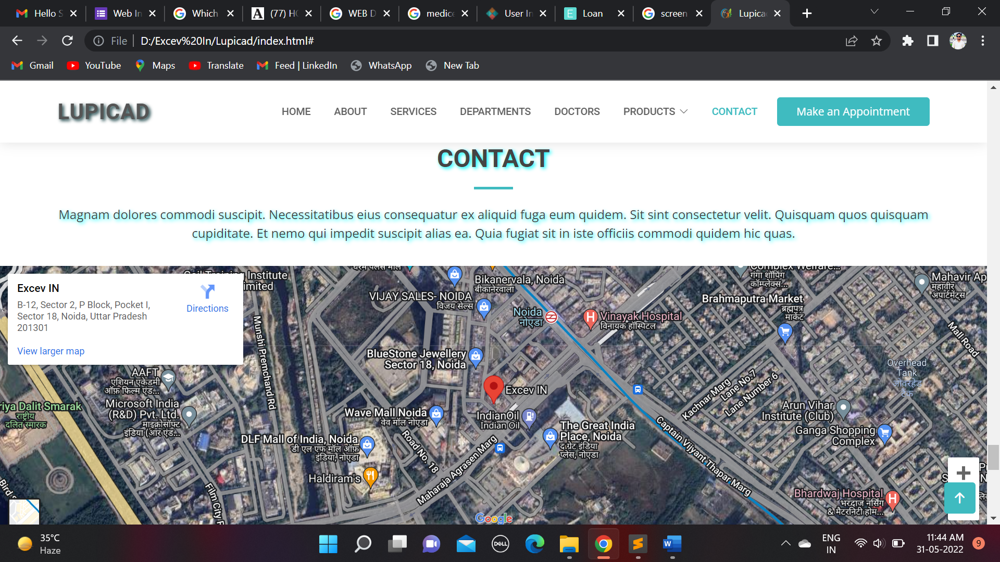 Hello S
Web In
Which
(77) H
WEB D
medice
User In
Loan
screen
Lupica
File
D:/Excev%20In/Lupicad/index.html#
Gmail
YouTube
Maps
Translate
Feed | LinkedIn
WhatsApp
New Tab
LUPICAD
HOME
ABOUT
SERVICES
DEPARTMENTS
DOCTORS
PRODUCTS
CONTACT
Make an Appointment
CONTACT
Magnam dolores commodi suscipit. Necessitatibus eius consequatur ex aliquid fuga eum quidem. Sit sint consectetur velit. Quisquam quos quisquam
cupiditate. Et nemo qui impedit suscipit alias ea. Quia fugiat sit in iste officiis commodi quidem hic quas.
Excev IN
B-12, Sector 2, P Block, Pocket I,
Sector 18, Noida, Uttar Pradesh
201301
Directions
View larger map
Training Institute
imited
Bikanervala, Noida
बीकानेरवाला
VIJAY SALES- NOIDA
विजय सेल्स
Noida
नोएडा
Vinayak Hospital
विनायक हॉस्पिटल
गंगा शॉपिंग
कॉम्प्लेक्स...
Mahavir Ap
महावीर
अपार्टमेंट्स
Brahmaputra Market
ब्रह्मपुत्र
मार्केट
Mall Road
Munshi Premchand Rd
BlueStone Jewellery
Sector 18, Noida
Overhead
Tank
ओवरहेड
टैंक
AAFT
एशियन एकेडमी
ऑफ़ फिल्म एंड...
Excev IN
Kachnar Marg
Lane No.7
Lane Number 6
riya Dalit Smarak
राष्ट्रीय
दलित स्मारक
Microsoft India
(R&D) Pvt. Ltd.
माइक्रोसॉफ्ट
इंडिया (आर एंड...
Wave Mall Noida
वेव मॉल नोएडा
IndianOil
Indian Oil
The Great India
Place, Noida
द ग्रेट इंडिया
प्लेस, नोएडा
Arun Vihar
Institute (Club)
Ganga Shopping
Complex
DLF Mall of India, Noida
डी एल एफ मॉल ऑफ़
इंडिया, नोएडा
Road No. 18
Captain Vijyant Thapar Marg
Haldiram's
Maharaja Agrasen Marg
Film City
Bird s
Bhardwaj Hospital
भरद्वाज नर्सिंग
& मैटरनिटी होम...
Google
35°C
Haze
DELL
ENG
IN
11:44 AM
31-05-2022
9